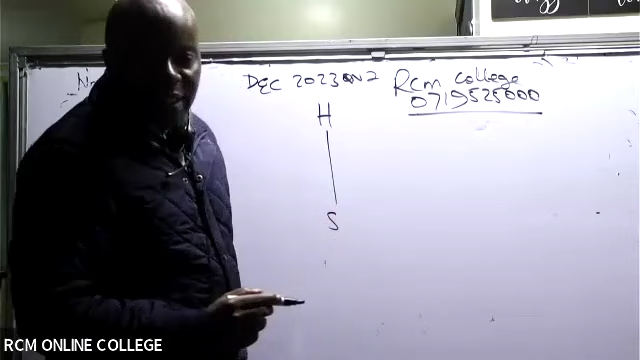 DEC 2023 QN2
Rcm College
0719525000
H
S
RCM ONLINE COLLEGE